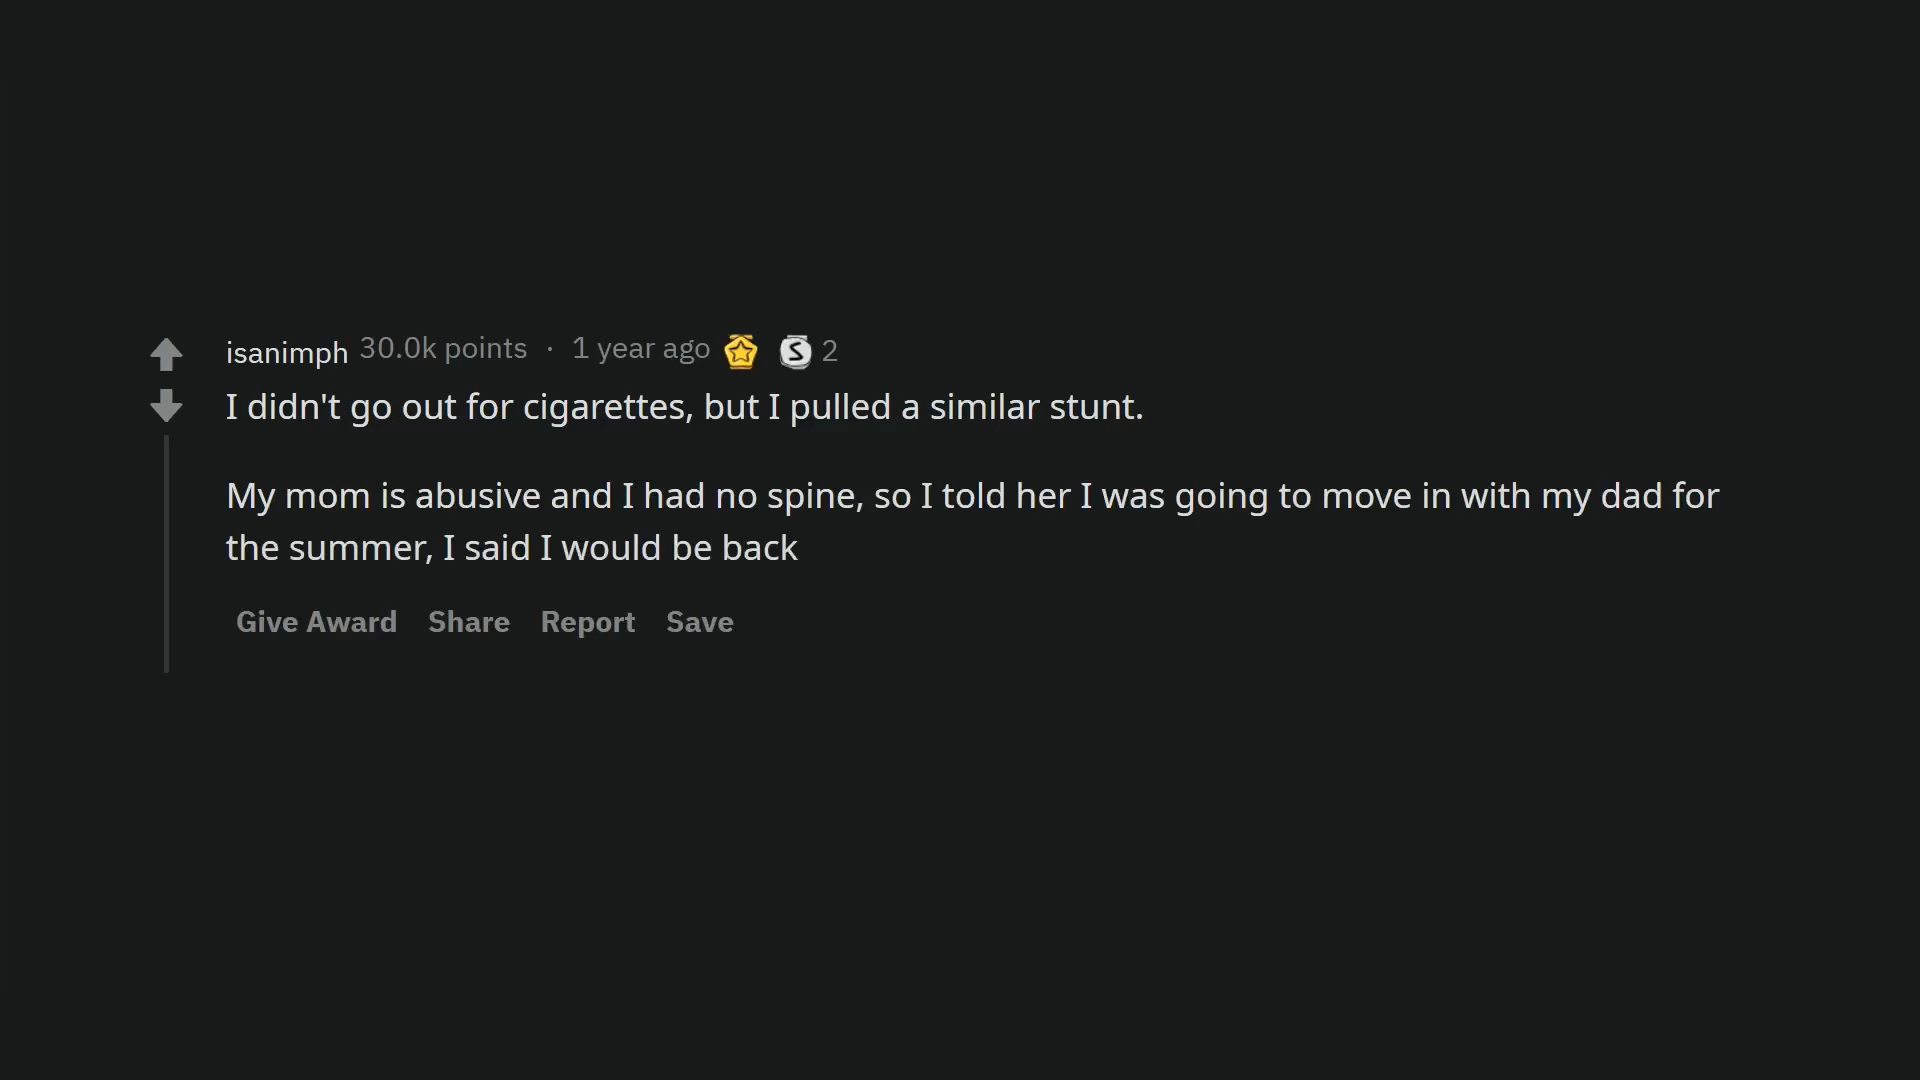 isanimph 30.0k points · 1 year ago 2
I didn't go out for cigarettes, but I pulled a similar stunt.
My mom is abusive and I had no spine, so I told her I was going to move in with my dad for
the summer, I said I would be back
Give Award Share Report Save